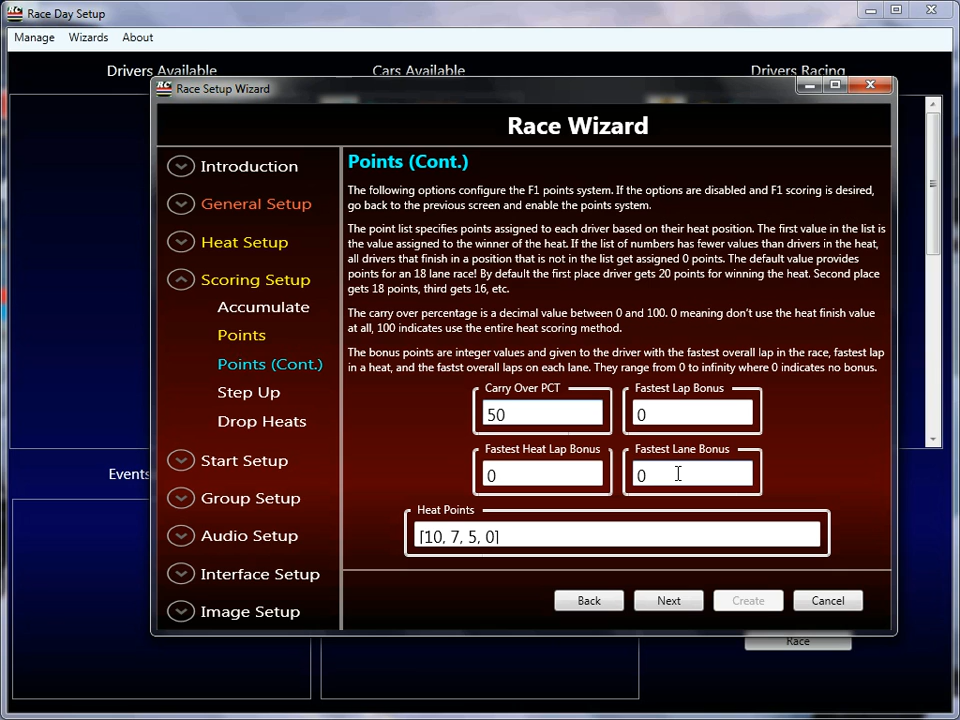 Race Day Setup
Manage Wizards About
Drivers Available Cars Available Drivers Racing
Race Setup Wizard
Race Wizard
Introduction
General Setup
Heat Setup
Scoring Setup
Accumulate
Points
Points (Cont.)
Step Up
Drop Heats
Start Setup
Group Setup
Audio Setup
Interface Setup
Image Setup
Points (Cont.)
The following options configure the F1 points system. If the options are disabled and F1 scoring is desired,
go back to the previous screen and enable the points system.
The point list specifies points assigned to each driver based on their heat position. The first value in the list is
the value assigned to the winner of the heat. If the list of numbers has fewer values than drivers in the heat,
all drivers that finish in a position that is not in the list get assigned 0 points. The default value provides
points for an 18 lane race! By default the first place driver gets 20 points for winning the heat. Second place
gets 18 points, third gets 16, etc.
The carry over percentage is a decimal value between 0 and 100. 0 meaning don't use the heat finish value
at all, 100 indicates use the entire heat scoring method.
The bonus points are integer values and given to the driver with the fastest overall lap in the race, fastest lap
in a heat, and the fastst overall laps on each lane. They range from 0 to infinity where 0 indicates no bonus.
Carry Over PCT Fastest Lap Bonus
50 0
Fastest Heat Lap Bonus Fastest Lane Bonus
0 0
Heat Points
[10, 7, 5, 0]
Back Next Create Cancel
Events
Race